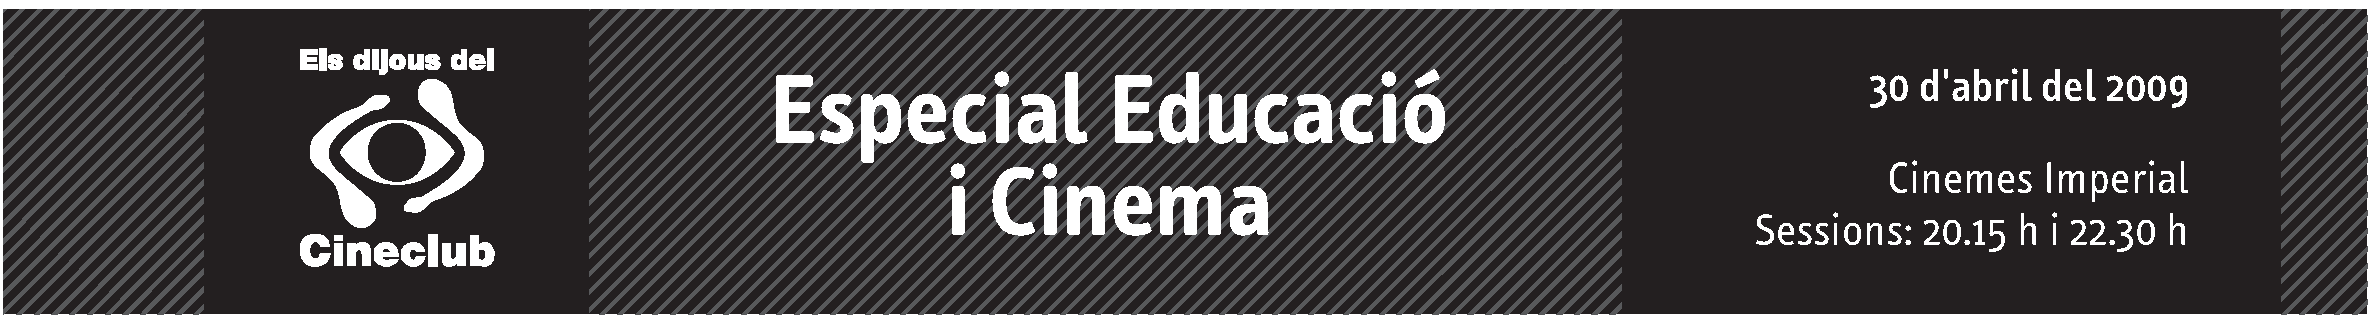 Els dijous del
Cineclub
Especial Educació
i Cinema
30 d'abril del 2009
Cinemes Imperial
Sessions: 20.15 h i 22.30 h